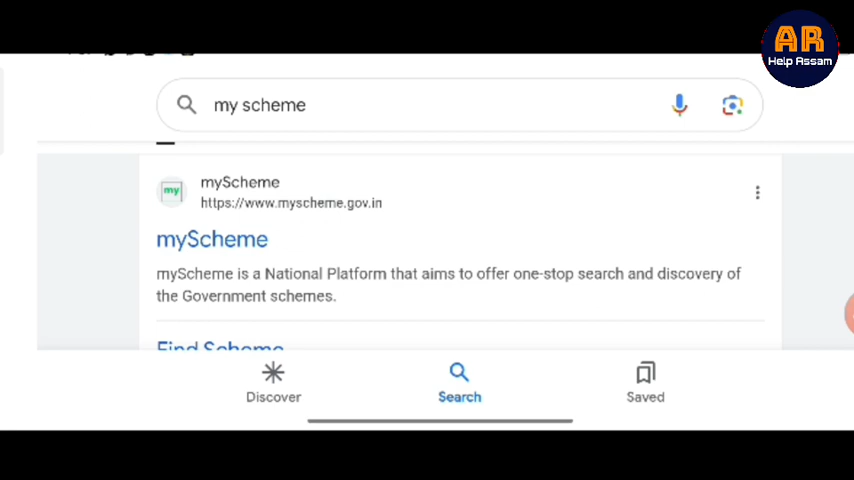 AR
Help Assam
my scheme
my
myScheme
https://www.myscheme.gov.in
myScheme
myScheme is a National Platform that aims to offer one-stop search and discovery of
the Government schemes.
Find Scheme
Discover
Search
Saved